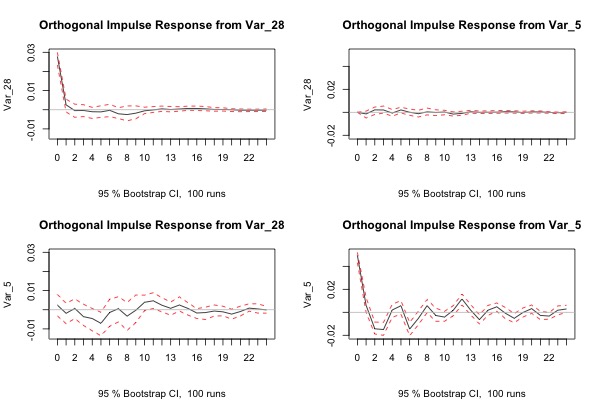 Orthogonal Impulse Response from Var_28
Var_28
0.03
0.01
-0.01
0 2 4 6 8 10 13 16 19 22
95 % Bootstrap CI, 100 runs
Orthogonal Impulse Response from Var_5
Var_28
0.02
-0.02
0 2 4 6 8 10 13 16 19 22
95 % Bootstrap CI, 100 runs
Orthogonal Impulse Response from Var_28
Var_5
0.03
0.01
-0.01
0 2 4 6 8 10 13 16 19 22
95 % Bootstrap CI, 100 runs
Orthogonal Impulse Response from Var_5
Var_5
0.02
-0.02
0 2 4 6 8 10 13 16 19 22
95 % Bootstrap CI, 100 runs